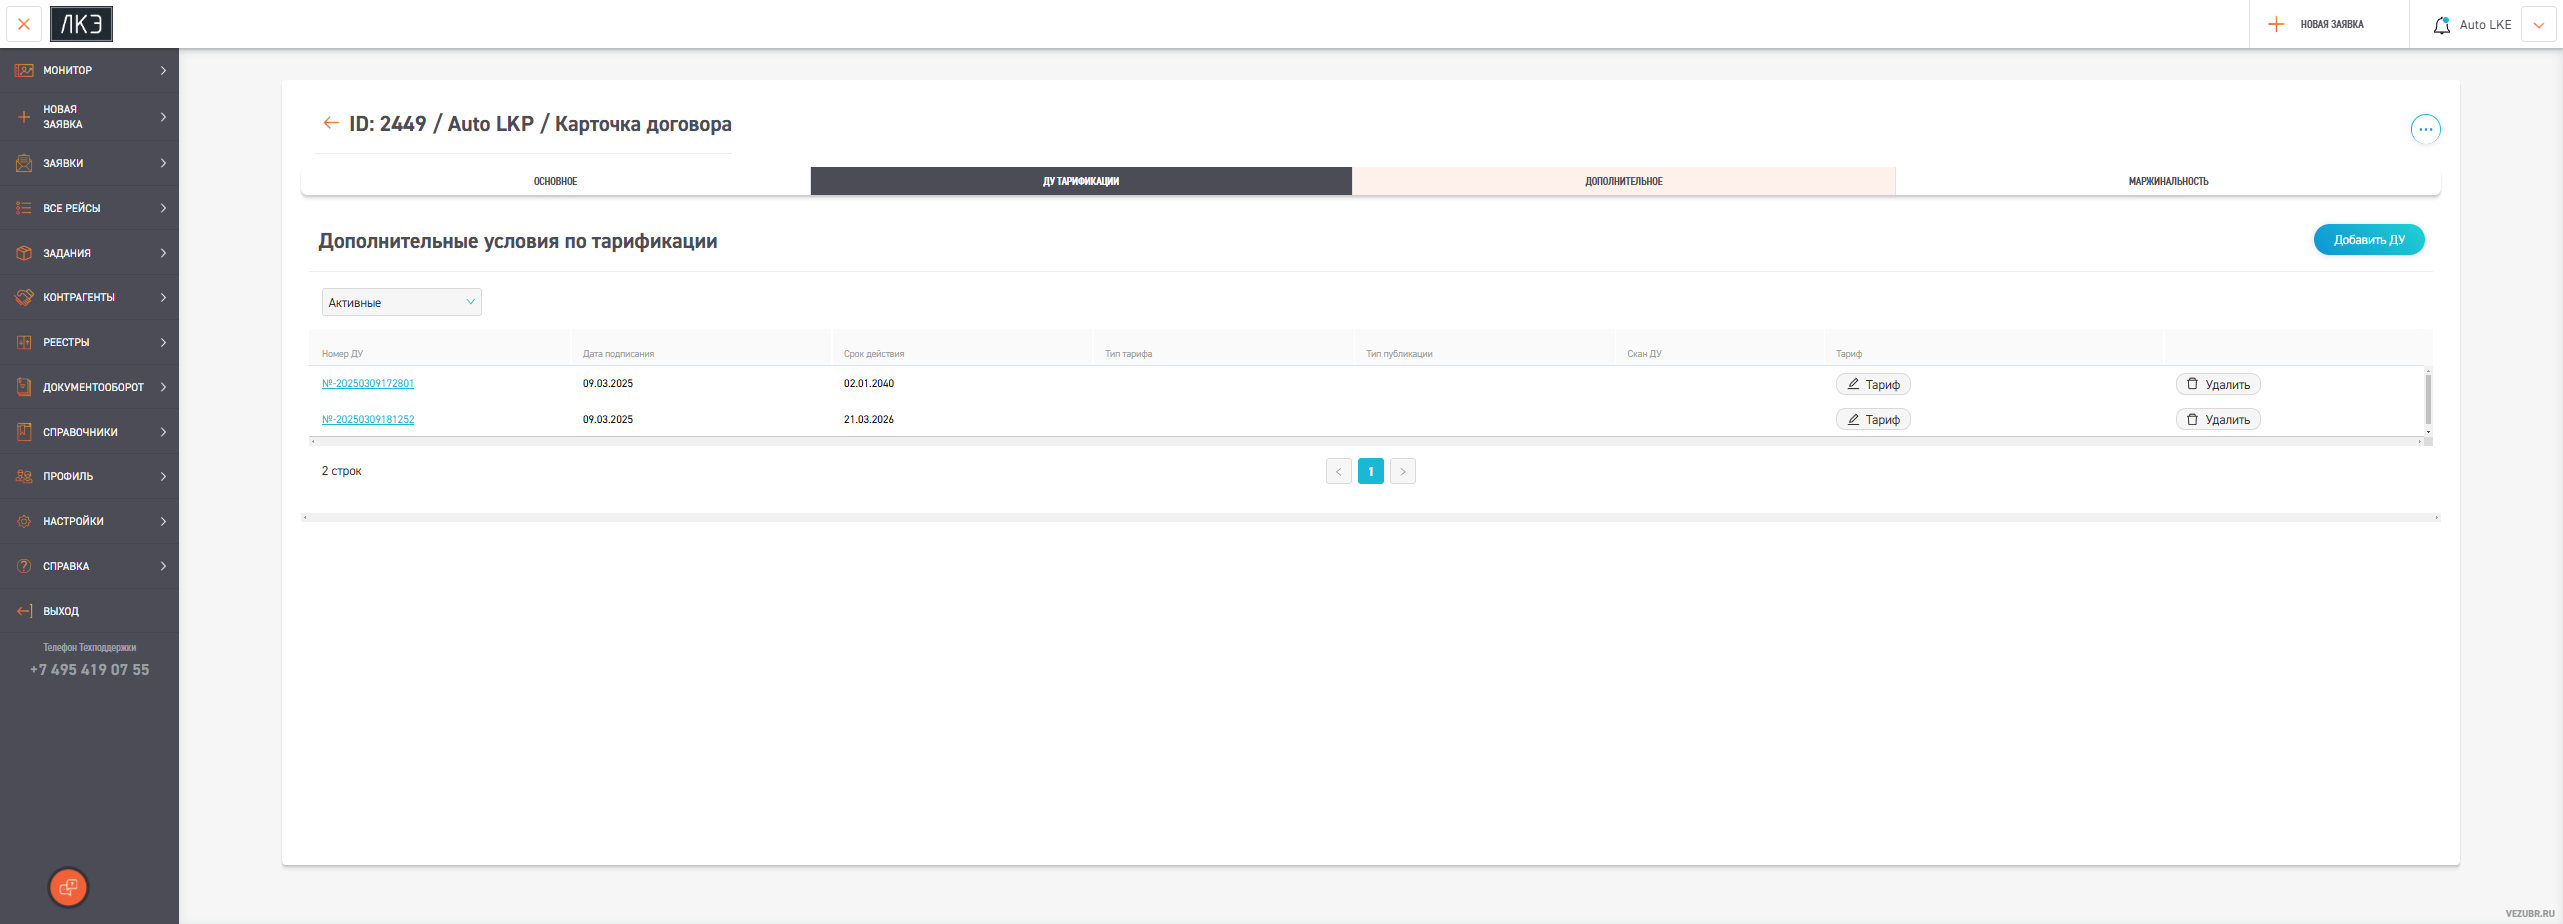 ЛКЭ
НОВАЯ ЗАЯВКА
Auto LKE
МОНИТОР
НОВАЯ
ЗАЯВКА
ЗАЯВКИ
ВСЕ РЕЙСЫ
ЗАДАНИЯ
КОНТРАГЕНТЫ
РЕЕСТРЫ
ДОКУМЕНТООБОРОТ
СПРАВОЧНИКИ
ПРОФИЛЬ
НАСТРОЙКИ
СПРАВКА
ВЫХОД
Телефон Техподдержки
+7 495 419 07 55
ID: 2449 / Auto LKP / Карточка договора
ОСНОВНОЕ
ДУ ТАРИФИКАЦИИ
ДОПОЛНИТЕЛЬНОЕ
МАРЖИНАЛЬНОСТЬ
Дополнительные условия по тарификации
Добавить ДУ
Активные
Номер ДУ Дата подписания Срок действия Тип тарифа Тип публикации Скан ДУ Тариф
№-20250309172801 09.03.2025 02.01.2040 Тариф Удалить
№-20250309181252 09.03.2025 21.03.2026 Тариф Удалить
2 строк
< 1 >
VEZUBR.RU